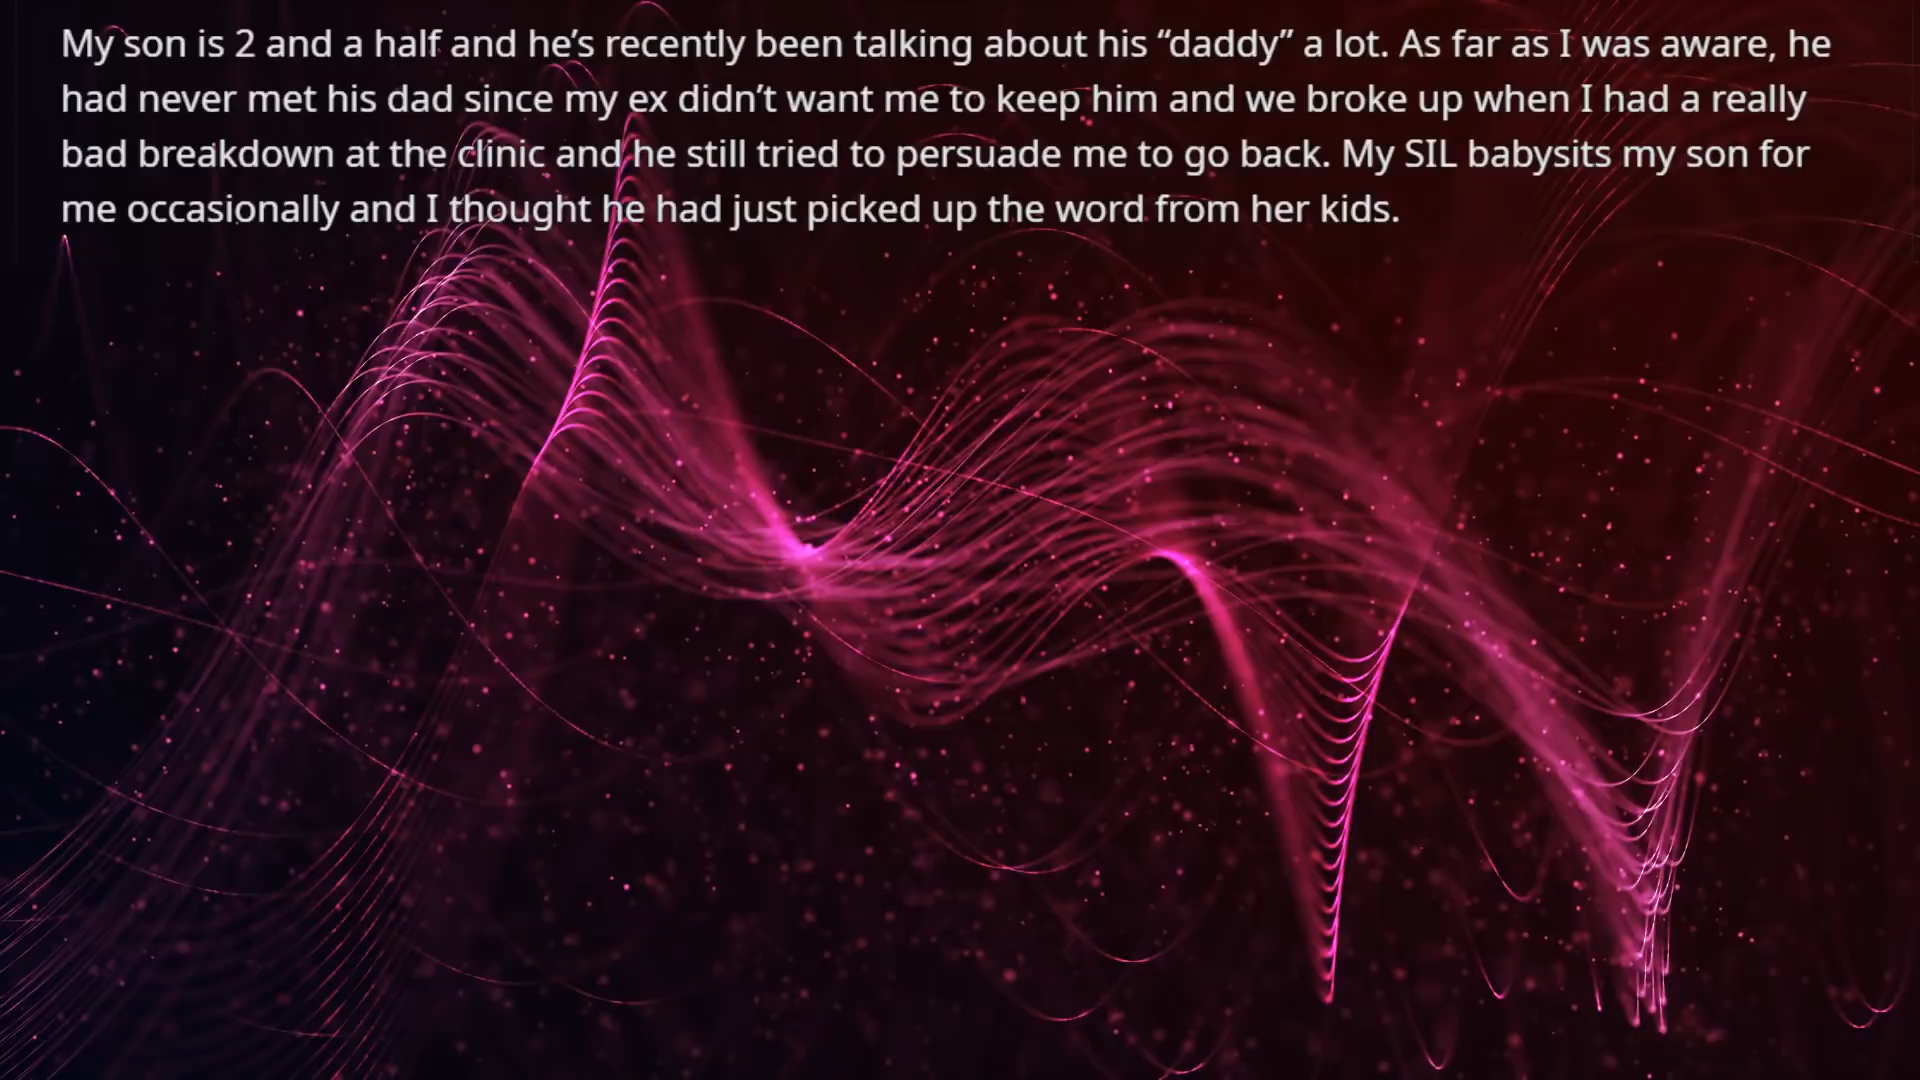 My son is 2 and a half and he’s recently been talking about his “daddy” a lot. As far as I was aware, he
had never met his dad since my ex didn’t want me to keep him and we broke up when I had a really
bad breakdown at the clinic and he still tried to persuade me to go back. My SIL babysits my son for
me occasionally and I thought he had just picked up the word from her kids.